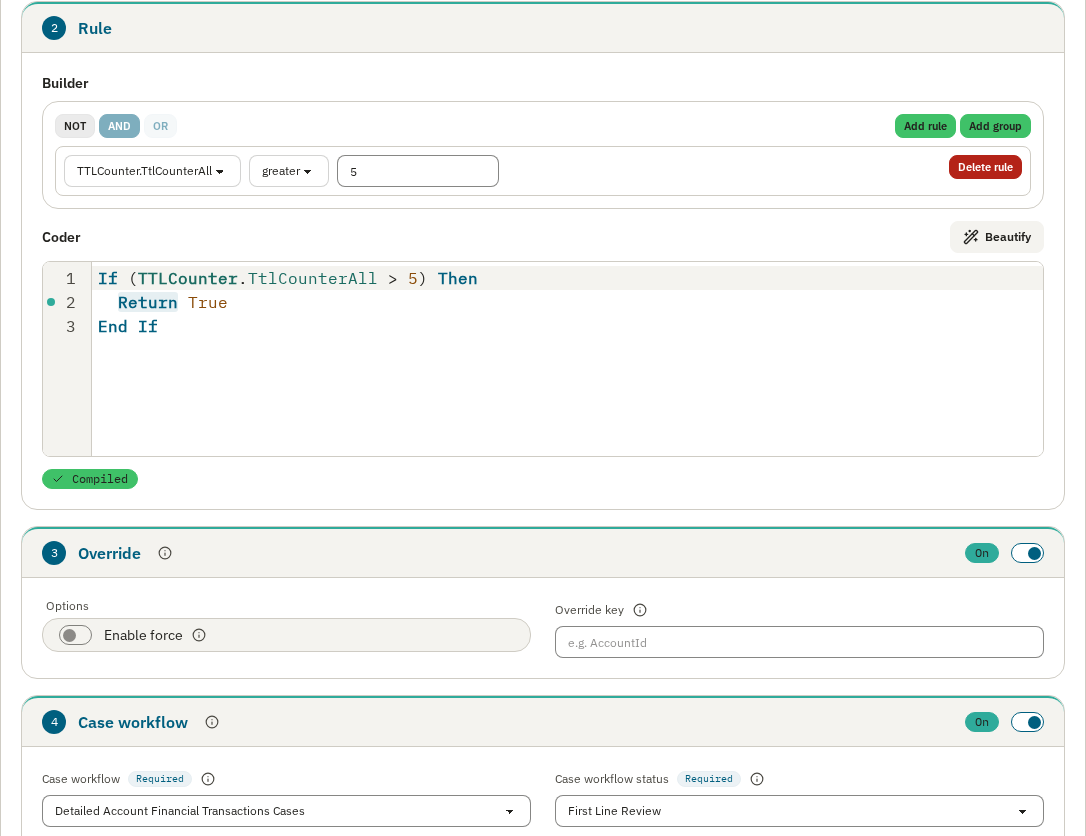 2 Rule
Builder
NOT AND OR Add rule Add group
TTLCounter.TtlCounterAll greater 5 Delete rule
Coder Beautify
1 If (TTLCounter.TtlCounterAll > 5) Then
2 Return True
3 End If
Compiled
3 Override On
Options
Override key
Enable force
e.g. AccountId
4 Case workflow On
Case workflow Required Case workflow status Required
Detailed Account Financial Transactions Cases First Line Review